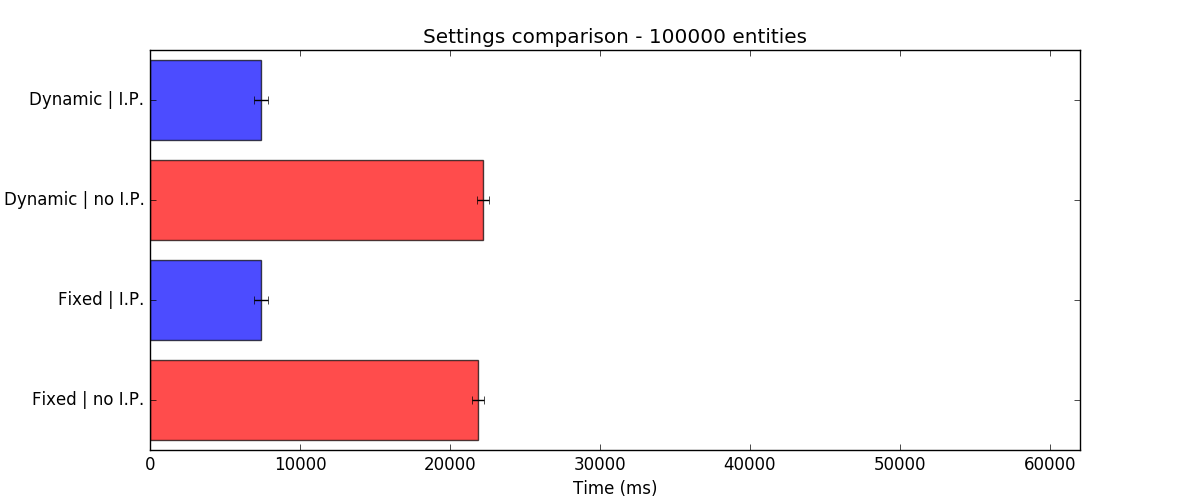 Settings comparison - 100000 entities
Dynamic | I.P.
Dynamic | no I.P.
Fixed | I.P.
Fixed | no I.P.
0 10000 20000 30000 40000 50000 60000
Time (ms)